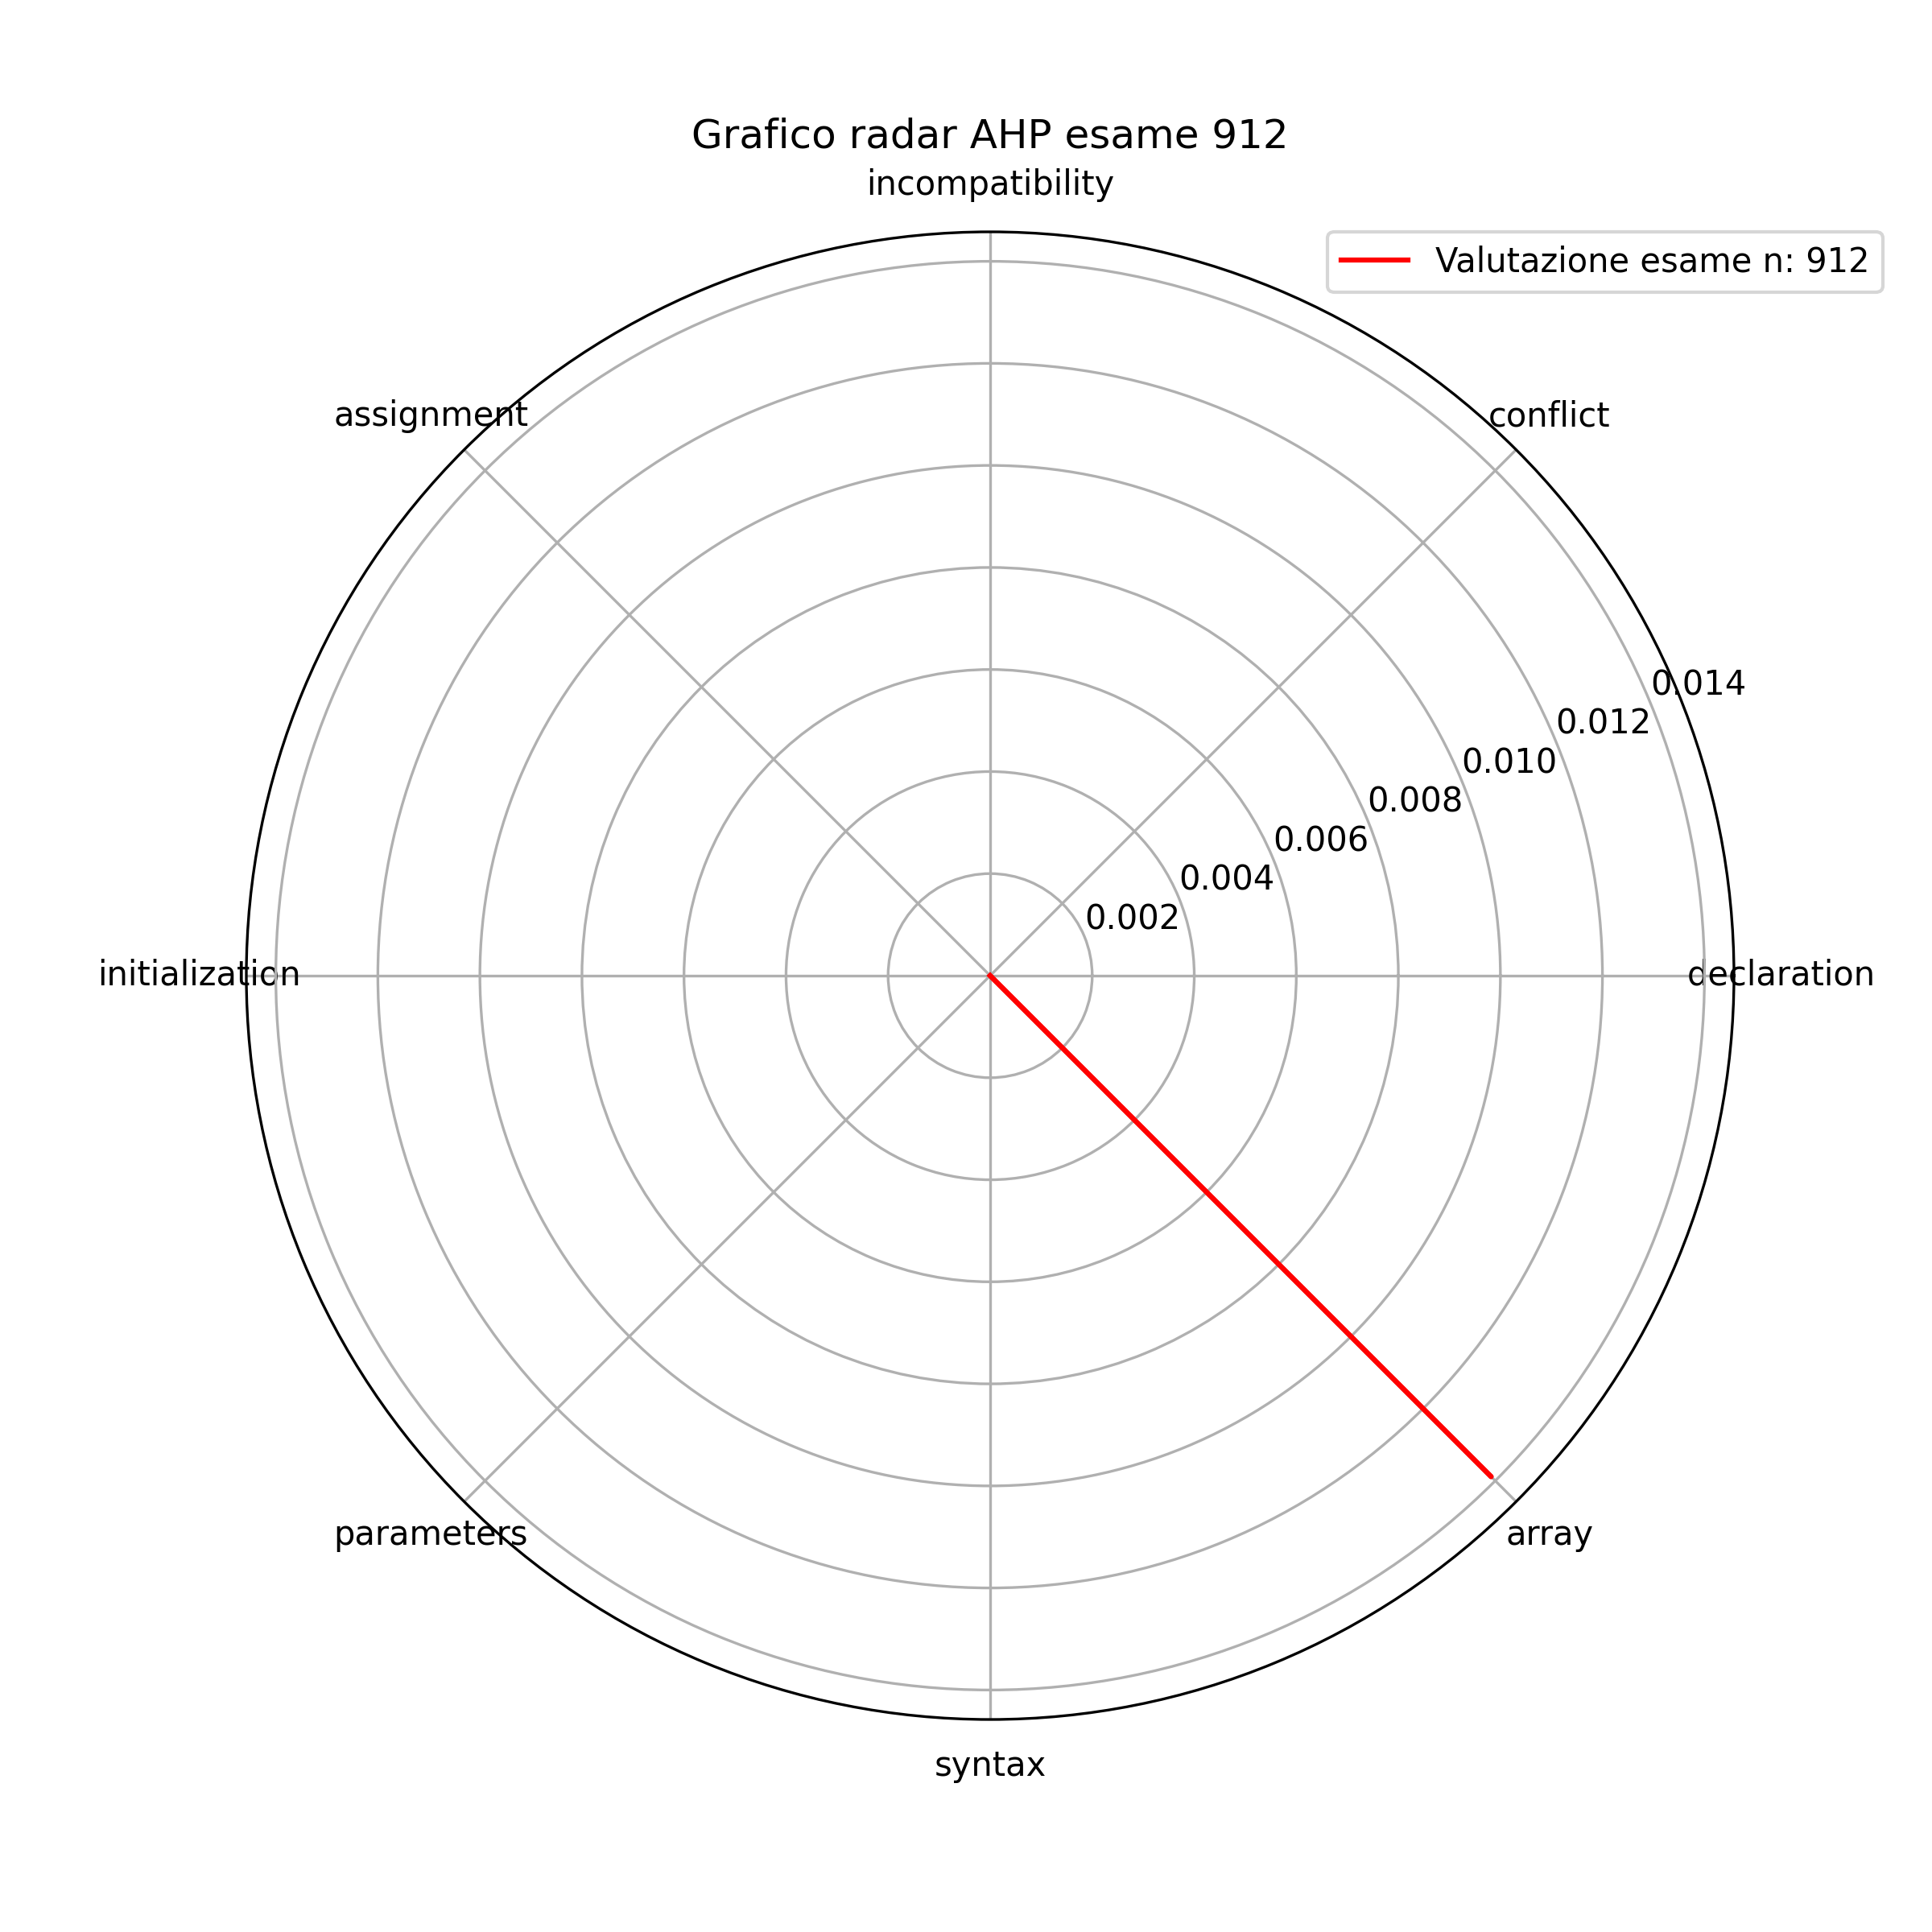 Grafico radar AHP esame 912
incompatibility
Valutazione esame n: 912
assignment
conflict
0.014
0.012
0.010
0.008
0.006
0.004
0.002
initialization
declaration
parameters
array
syntax